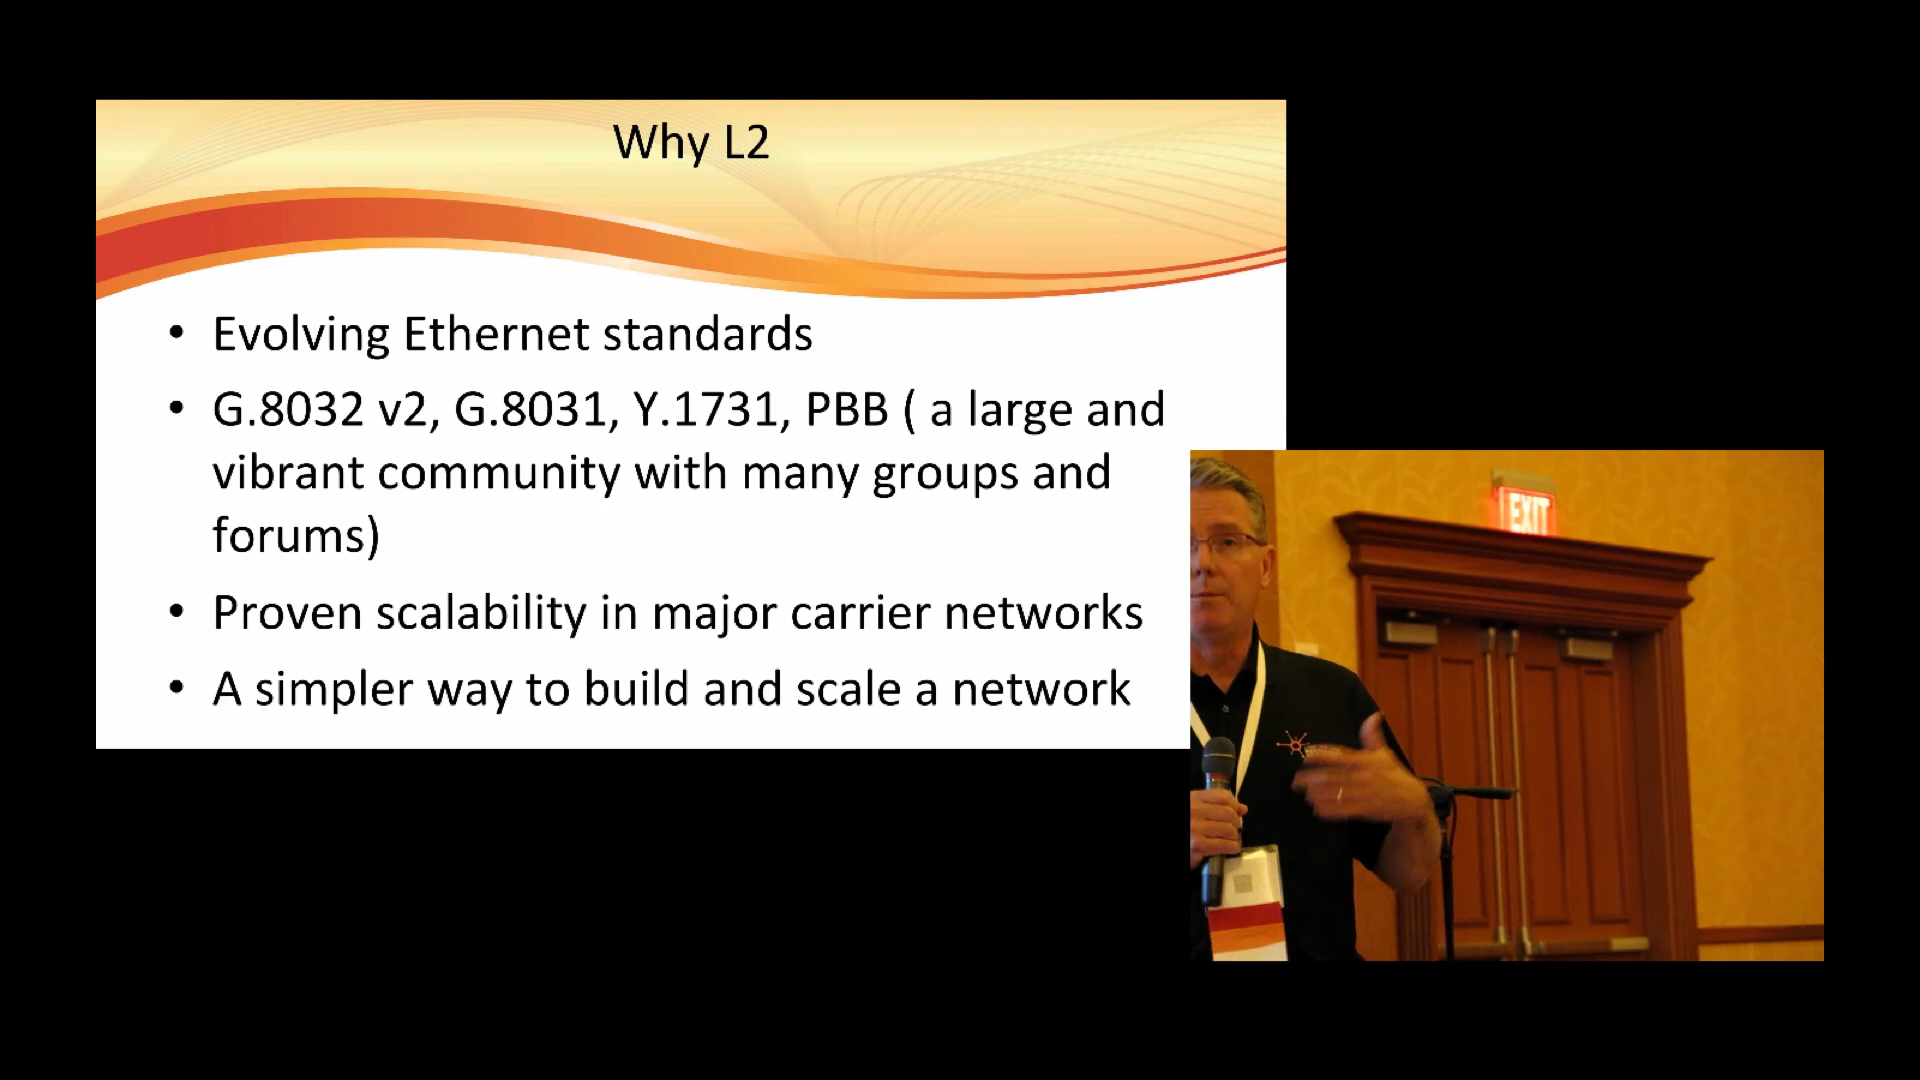 Why L2
• Evolving Ethernet standards
• G.8032 v2, G.8031, Y.1731, PBB ( a large and
vibrant community with many groups and
forums)
• Proven scalability in major carrier networks
• A simpler way to build and scale a network
EXIT